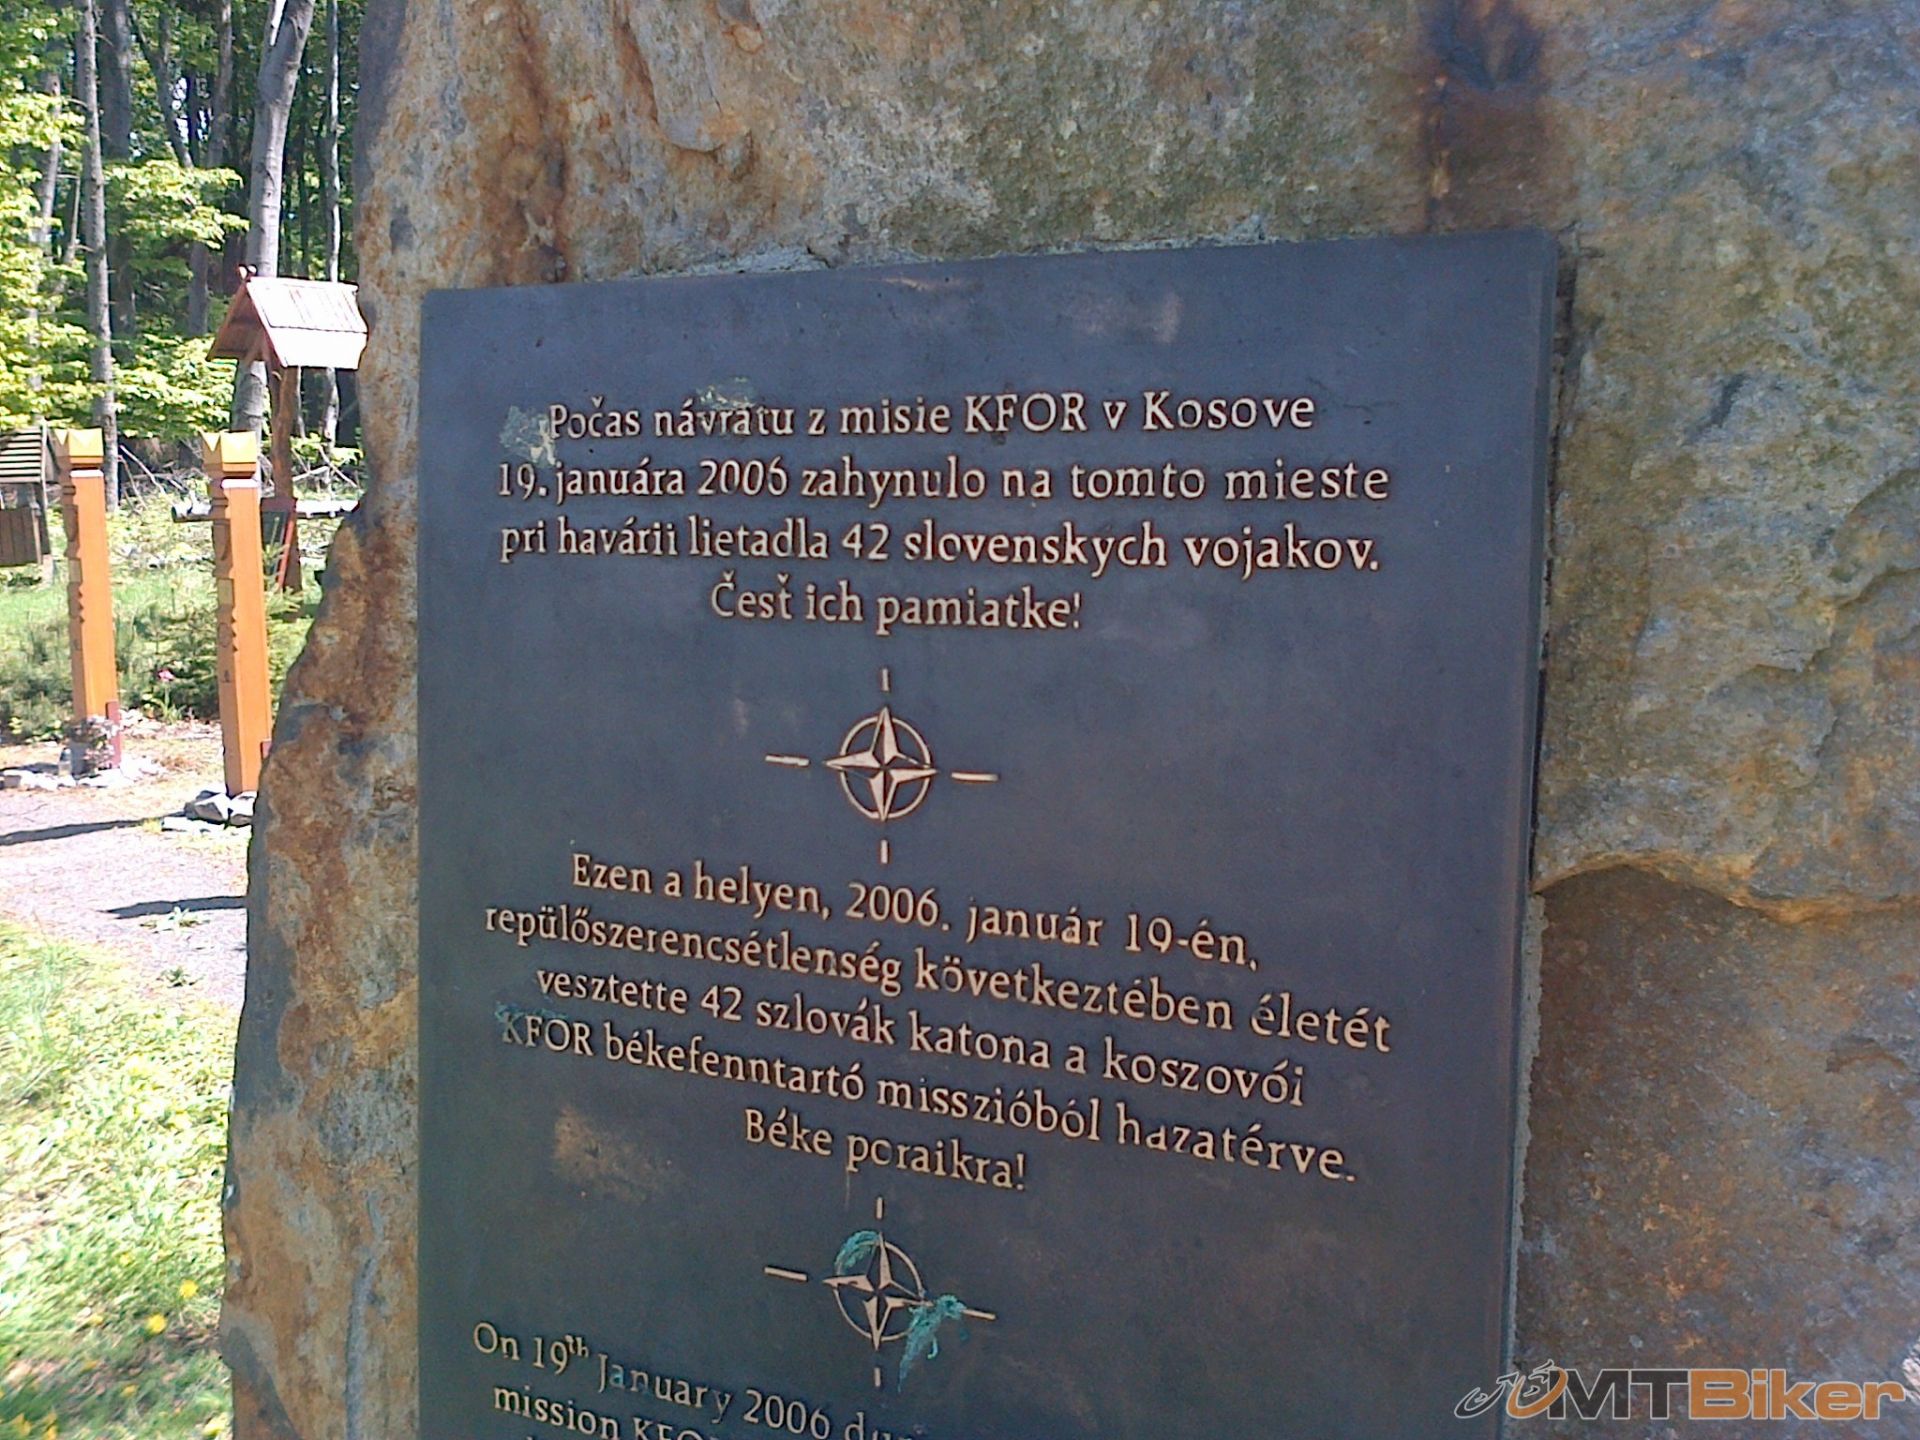 Počas návratu z misie KFOR v Kosove
19. januára 2006 zahynulo na tomto mieste
pri havárii lietadla 42 slovenských vojakov.
Česť ich pamiatke!
Ezen a helyen, 2006. január 19-én,
repülőszerencsétlenség következtében életét
vesztette 42 szlovák katona a koszovói
KFOR békefenntartó misszióból hazatérve.
Béke poraikra!
On 19th January 2006
mission KFOR
MTBiker